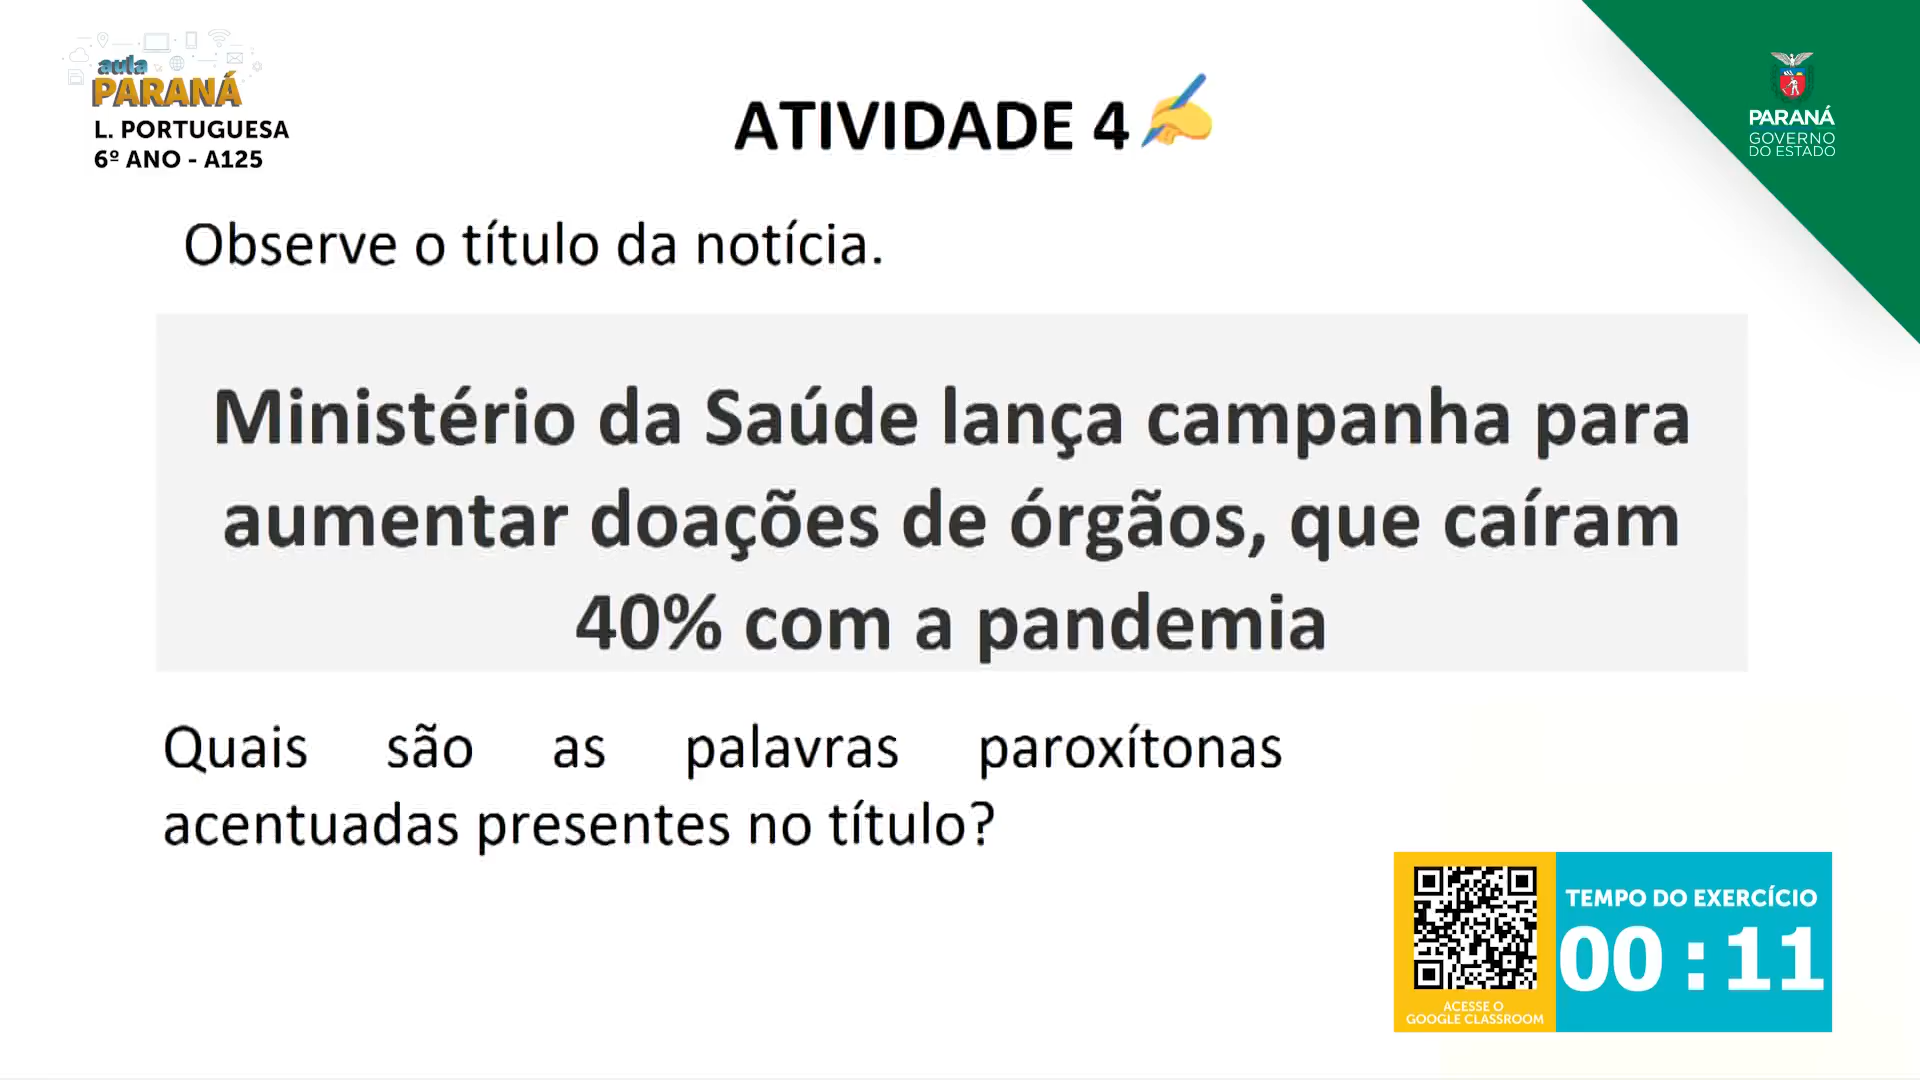 aula
PARANÁ
L. PORTUGUESA
6º ANO - A125
ATIVIDADE 4
PARANÁ
GOVERNO
DO ESTADO
Observe o título da notícia.
Ministério da Saúde lança campanha para
aumentar doações de órgãos, que caíram
40% com a pandemia
Quais são as palavras paroxítonas
acentuadas presentes no título?
TEMPO DO EXERCÍCIO
00 : 11
ACESSE O
GOOGLE CLASSROOM